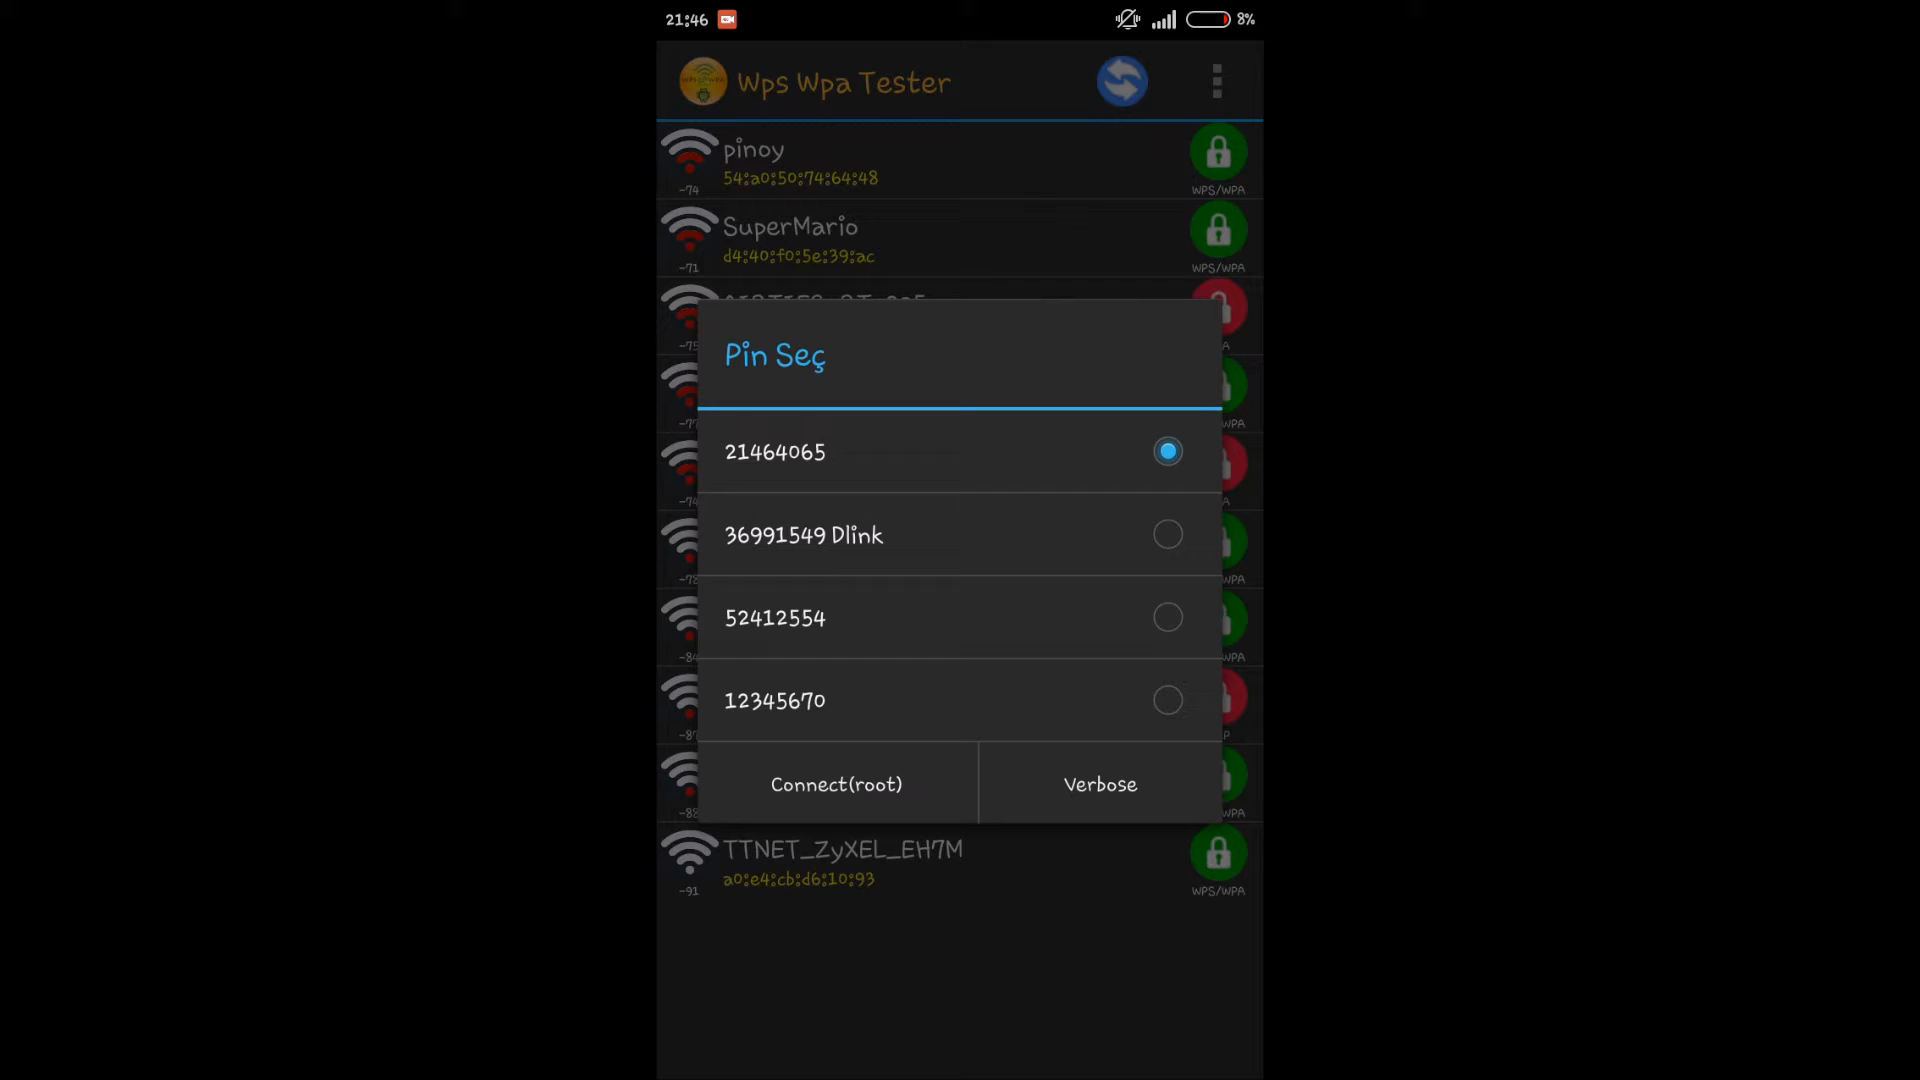 21:46
8%
Wps Wpa Tester
pinoy
54:a0:50:74:64:48
-74
WPS/WPA
SuperMario
d4:40:f0:5e:39:ac
-71
WPS/WPA
Pin Seç
21464065
36991549 Dlink
52412554
12345670
Connect(root)
Verbose
TTNET_ZyXEL_EH7M
a0:e4:cb:d6:10:93
-91
WPS/WPA